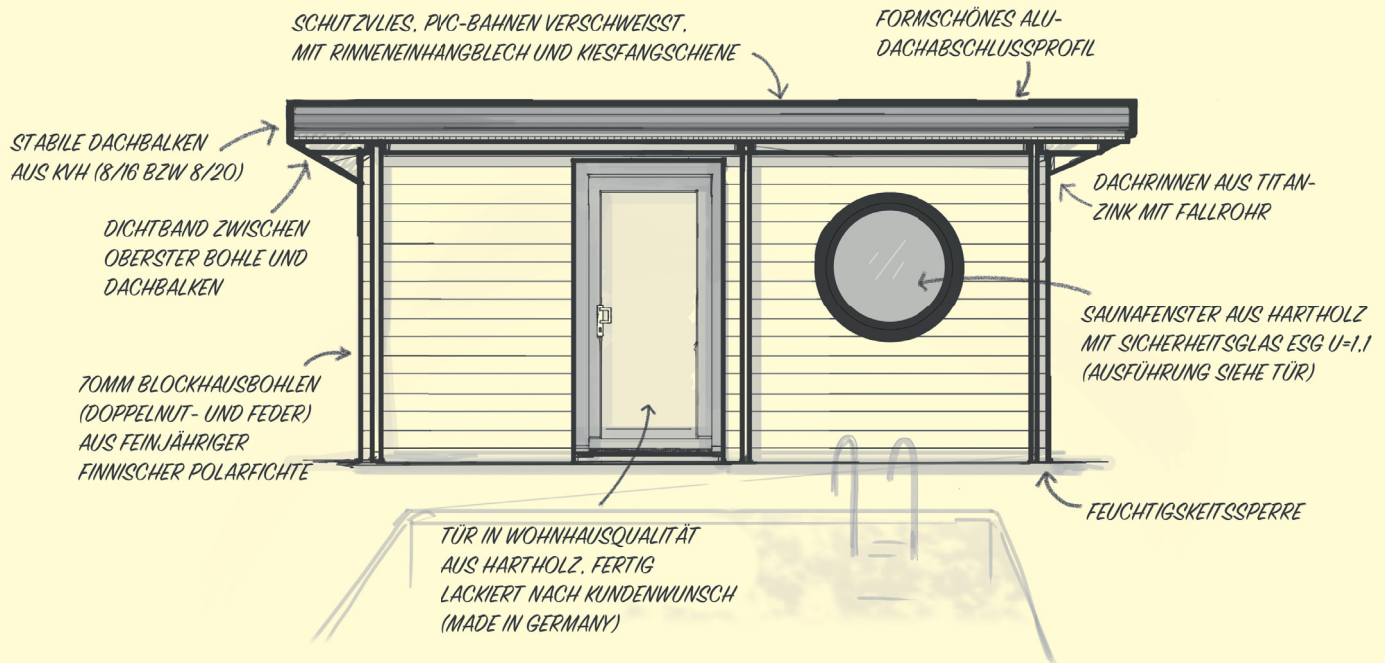 SCHUTZVLIES, PVC-BAHNEN VERSCHWEISST,
MIT RINNENEINHANGBLECH UND KIESFANGSCHIENE
FORMSCHÖNES ALU-
DACHABSCHLUSSPROFIL
STABILE DACHBALKEN
AUS KVH (8/16 BZW 8/20)
DICHTBAND ZWISCHEN
OBERSTER BOHLE UND
DACHBALKEN
DACHRINNEN AUS TITAN-
ZINK MIT FALLROHR
SAUNAFENSTER AUS HARTHOLZ
MIT SICHERHEITSGLAS ESG U=1,1
(AUSFÜHRUNG SIEHE TÜR)
70MM BLOCKHAUSBOHLEN
(DOPPELNUT- UND FEDER)
AUS FEINJÄHRIGER
FINNISCHER POLARFICHTE
FEUCHTIGSKEITSSPERRE
TÜR IN WOHNHAUSQUALITÄT
AUS HARTHOLZ, FERTIG
LACKIERT NACH KUNDENWUNSCH
(MADE IN GERMANY)